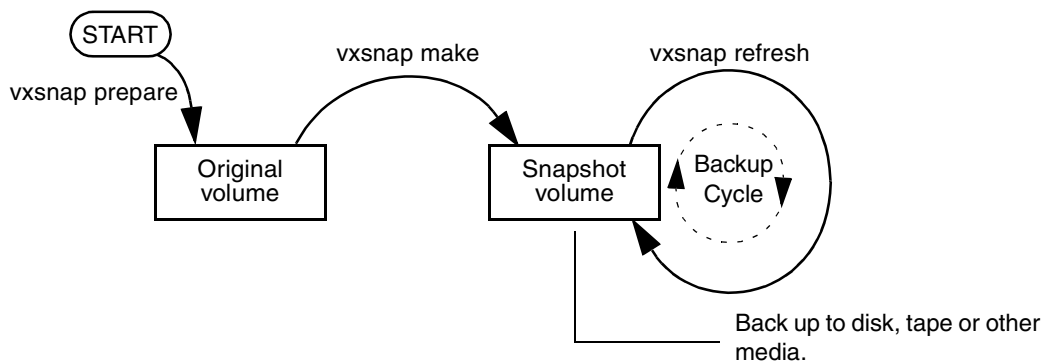 START
vxsnap prepare
vxsnap make
vxsnap refresh
Original
volume
Snapshot
volume
Backup
Cycle
Back up to disk, tape or other
media.